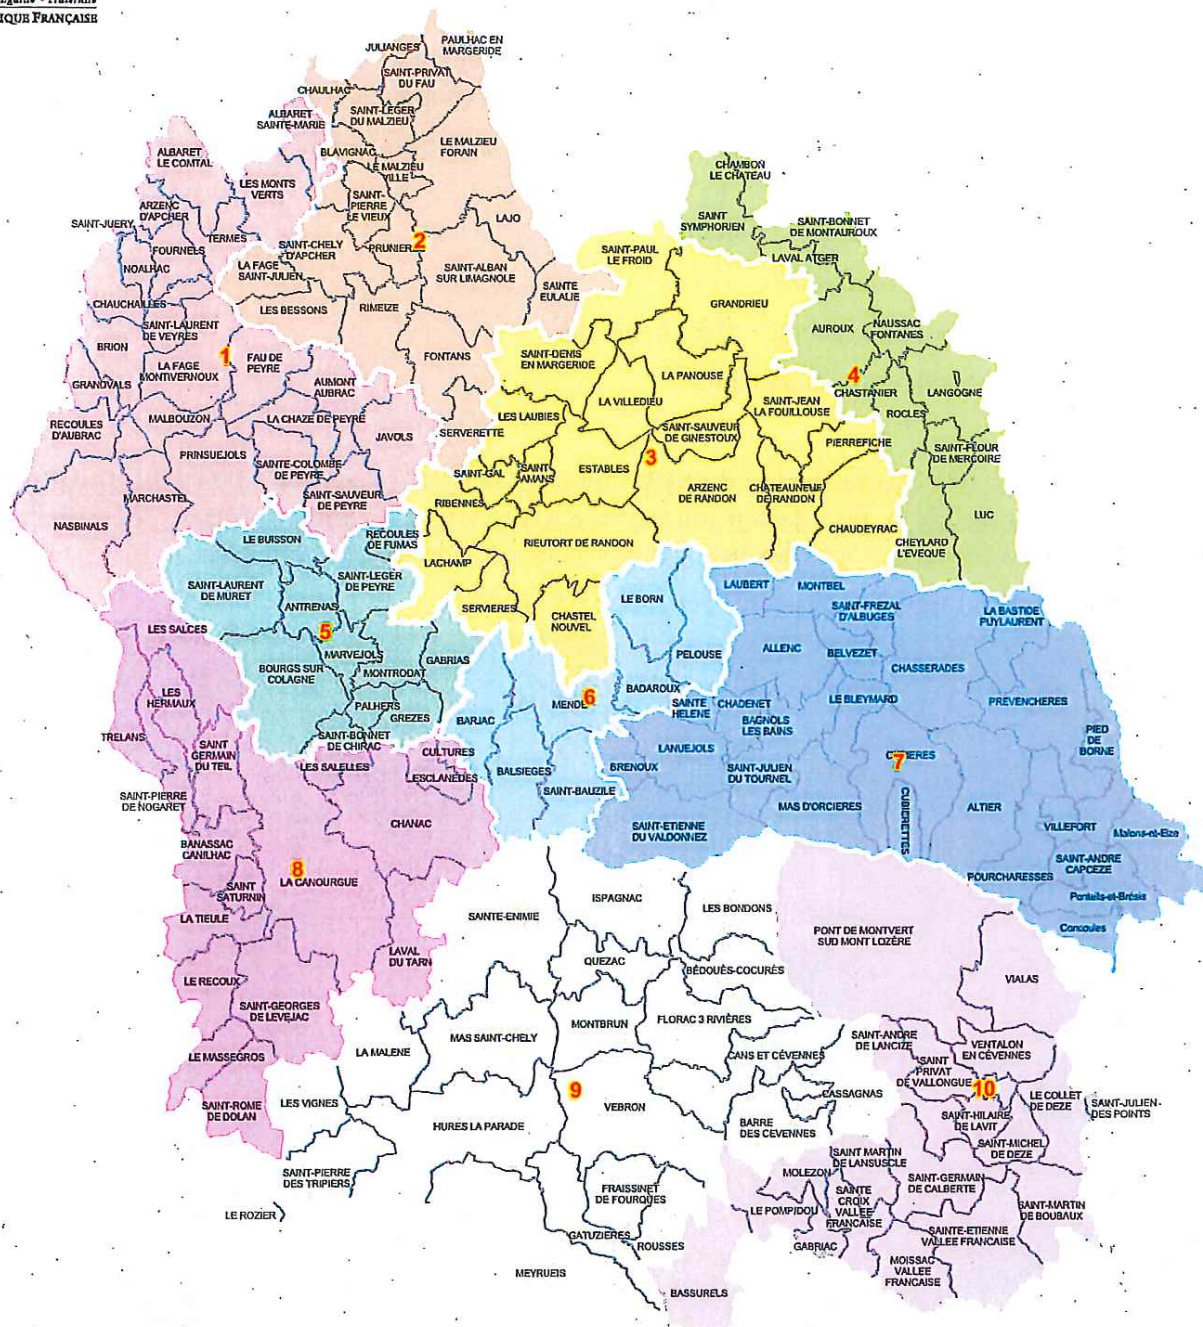 IQUE FRANÇAISE
JULIANGES
PAULHAC EN
MARGERIDE
SAINT-PRIVAT
DU FAU
CHAULHAC
SAINT-LEGER
DU MALZIEU
ALBARET
SAINTE-MARIE
LE MALZIEU
FORAIN
BLAVIGNAC
LE MALZIEU
VILLE
ALBARET
LE COMTAL
LES MONTS
VERTS
SAINT-
PIERRE
LE VIEUX
ARZENC
D'APCHER
SAINT-JUERY
TERMES
FOURNELS
NOALHAC
LAJO
PRUNIERE
2
SAINT-CHELY
D'APCHER
LA FAGE
SAINT-JULIEN
SAINT-ALBAN
SUR LIMAGNOLE
SAINTE
EULALIE
LES BESSONS
RIMEIZE
FONTANS
CHAUCHAILLES
SAINT-LAURENT
DE VEYRES
BRION
1
FAU DE
PEYRE
LA FAGE
MONTIVERNOUX
GRANDVALS
AUMONT
AUBRAC
RECOULES
D'AUBRAC
MALBOUZON
LA CHAZE DE PEYRE
JAVOLS
SERVERETTE
PRINSUEJOLS
SAINTE-COLOMBE
DE PEYRE
MARCHASTEL
SAINT-SAUVEUR
DE PEYRE
NASBINALS
CHAMBON
LE CHATEAU
SAINT
SYMPHORIEN
SAINT-BONNET
DE MONTAUROUX
LAVAL ATGER
SAINT-PAUL
LE FROID
GRANDRIEU
AUROUX
NAUSSAC
FONTANES
SAINT-DENIS
EN MARGERIDE
LA PANOUSE
4
CHASTANIER
LANGOGNE
LA VILLEDIEU
SAINT-JEAN
LA FOUILLOUSE
ROCLES
LES LAUBIES
SAINT-SAUVEUR
DE GINESTOUX
PIERREFICHE
SAINT-FLOUR
DE MERCOIRE
SAINT-GAL
SAINT
AMANS
ESTABLES
3
ARZENC
DE RANDON
CHATEAUNEUF
DE RANDON
RIBENNES
LUC
CHAUDEYRAC
CHEYLARD
L'EVEQUE
RIEUTORT DE RANDON
LACHAMP
SERVIERES
CHASTEL
NOUVEL
LE BUISSON
RECOULES
DE FUMAS
SAINT-LAURENT
DE MURET
SAINT-LEGER
DE PEYRE
ANTRENAS
5
MARVEJOLS
BOURGS SUR
COLAGNE
MONTRODAT
GABRIAS
PALHERS
GREZES
SAINT-BONNET
DE CHIRAC
LE BORN
PELOUSE
MENDE
6
BADAROUX
BARJAC
BALSIEGES
SAINT-BAUZILE
LAUBERT
MONTBEL
SAINT-FREZAL
D'ALBUGES
LA BASTIDE
PUYLAURENT
ALLENC
BELVEZET
CHASSERADES
SAINTE
HELENE
CHADENET
LE BLEYMARD
PREVENCHERES
BAGNOLS
LES BAINS
PIED
DE
BORNE
LANUEJOLS
BRENOUX
SAINT-JULIEN
DU TOURNEL
7
MAS D'ORCIERES
CUBIERETTES
ALTIER
SAINT-ETIENNE
DU VALDONNEZ
VILLEFORT
Malons-et-Elze
SAINT-ANDRE
CAPCEZE
POURCHARESSES
Ponteils-et-Brésis
Concoules
LES SALCES
LES
HERMAUX
TRELANS
SAINT
GERMAIN
DU TEIL
CULTURES
LES SALELLES
ESCLANEDES
SAINT-PIERRE
DE NOGARET
CHANAC
BANASSAC
CANILHAC
8
LA CANOURGUE
SAINT
SATURNIN
LA TIEULE
LAVAL
DU TARN
LE RECOUX
SAINT-GEORGES
DE LEVEJAC
LE MASSEGROS
SAINT-ROME
DE DOLAN
ISPAGNAC
LES BONDONS
SAINTE-ENIMIE
QUEZAC
BÉDOUÈS-COCURÈS
MONTBRUN
FLORAC 3 RIVIÈRES
MAS SAINT-CHELY
LA MALENE
CANS ET CÉVENNES
9
CASSAGNAS
LES VIGNES
VEBRON
HURES LA PARADE
BARRE
DES CEVENNES
SAINT-PIERRE
DES TRIPIERS
FRAISSINET
DE FOURQUES
LE ROZIER
GATUZIERES
ROUSSES
MEYRUEIS
PONT DE MONTVERT
SUD MONT LOZÈRE
VIALAS
SAINT-ANDRE
DE LANCIZE
VENTALON
EN CÉVENNES
SAINT
PRIVAT
DE VALLONGUE
10
LE COLLET
DE DEZE
SAINT-JULIEN-
DES POINTS
SAINT-HILAIRE
DE LAVIT
SAINT-MICHEL
DE DEZE
SAINT MARTIN
DE LANSUSCLE
MOLEZON
SAINT-GERMAIN
DE CALBERTE
SAINTE
CROIX
VALLEE
FRANÇAISE
LE POMPIDOU
SAINT-MARTIN
DE BOUBAUX
SAINTE-ETIENNE
VALLEE FRANCAISE
GABRIAC
MOISSAC
VALLEE
FRANCAISE
BASSURELS